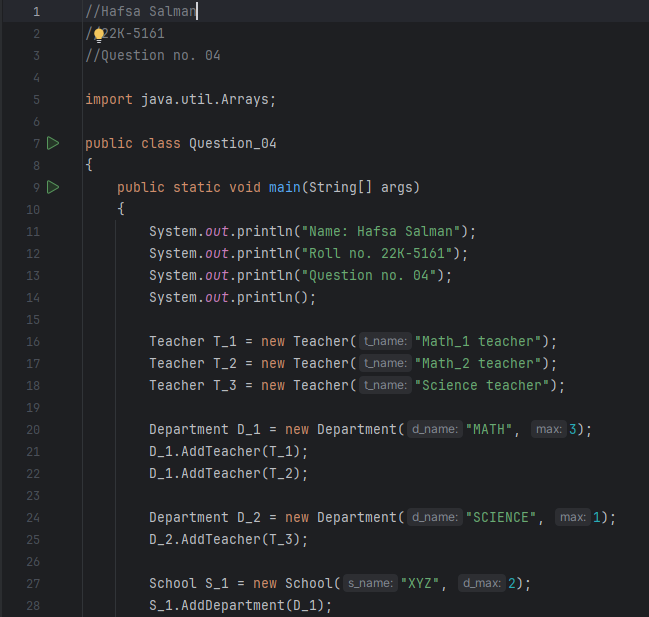 1 //Hafsa Salman
2 //22K-5161
3 //Question no. 04
4
5 import java.util.Arrays;
6
7 public class Question_04
8 {
9 public static void main(String[] args)
10 {
11 System.out.println("Name: Hafsa Salman");
12 System.out.println("Roll no. 22K-5161");
13 System.out.println("Question no. 04");
14 System.out.println();
15
16 Teacher T_1 = new Teacher( t_name: "Math_1 teacher");
17 Teacher T_2 = new Teacher( t_name: "Math_2 teacher");
18 Teacher T_3 = new Teacher( t_name: "Science teacher");
19
20 Department D_1 = new Department( d_name: "MATH", max: 3);
21 D_1.AddTeacher(T_1);
22 D_1.AddTeacher(T_2);
23
24 Department D_2 = new Department( d_name: "SCIENCE", max: 1);
25 D_2.AddTeacher(T_3);
26
27 School S_1 = new School( s_name: "XYZ", d_max: 2);
28 S_1.AddDepartment(D_1);